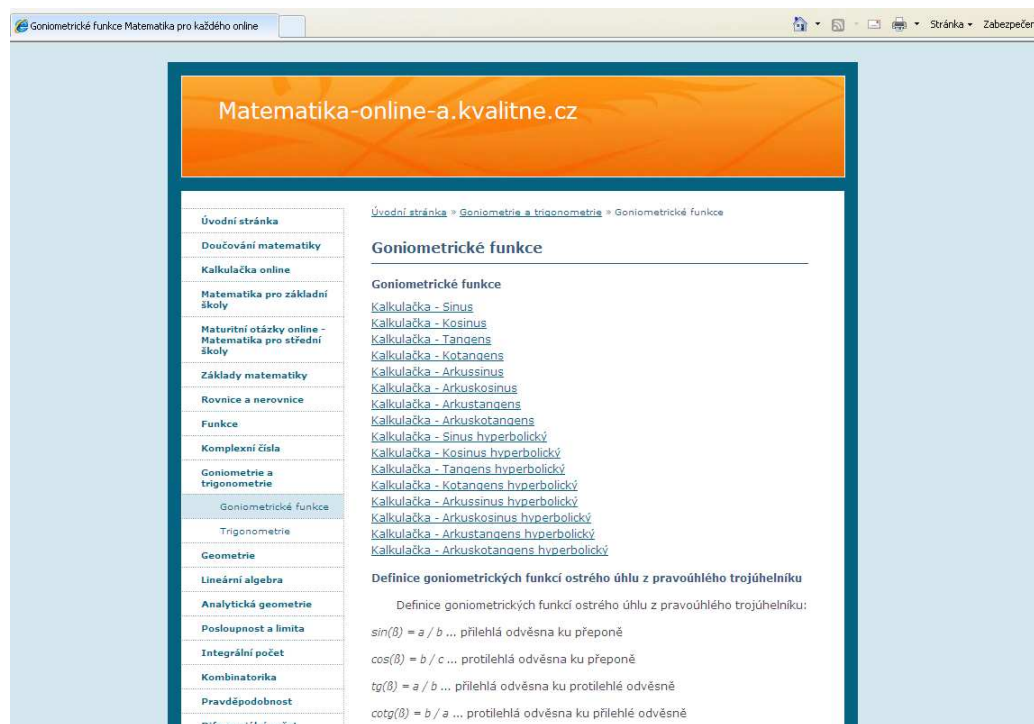 Goniometrické funkce Matematika pro každého online
Stránka
Zabezpečen
Matematika-online-a.kvalitne.cz
Úvodní stránka
Doučování matematiky
Kalkulačka online
Matematika pro základní
školy
Maturitní otázky online -
Matematika pro střední
školy
Základy matematiky
Rovnice a nerovnice
Funkce
Komplexní čísla
Goniometrie a
trigonometrie
Goniometrické funkce
Trigonometrie
Geometrie
Lineární algebra
Analytická geometrie
Posloupnost a limita
Integrální počet
Kombinatorika
Pravděpodobnost
Úvodní stránka » Goniometrie a trigonometrie » Goniometrické funkce
Goniometrické funkce
Goniometrické funkce
Kalkulačka - Sinus
Kalkulačka - Kosinus
Kalkulačka - Tangens
Kalkulačka - Kotangens
Kalkulačka - Arkussinus
Kalkulačka - Arkuskosinus
Kalkulačka - Arkustangens
Kalkulačka - Arkuskotangens
Kalkulačka - Sinus hyperbolický
Kalkulačka - Kosinus hyperbolický
Kalkulačka - Tangens hyperbolický
Kalkulačka - Kotangens hyperbolický
Kalkulačka - Arkussinus hyperbolický
Kalkulačka - Arkuskosinus hyperbolický
Kalkulačka - Arkustangens hyperbolický
Kalkulačka - Arkuskotangens hyperbolický
Definice goniometrických funkcí ostrého úhlu z pravoúhlého trojúhelníku
Definice goniometrických funkcí ostrého úhlu z pravoúhlého trojúhelníku:
sin(ß) = a / b ... přilehlá odvěsna ku přeponě
cos(ß) = b / c ... protilehlá odvěsna ku přeponě
tg(ß) = a / b ... přilehlá odvěsna ku protilehlé odvěsně
cotg(ß) = b / a ... protilehlá odvěsna ku přilehlé odvěsně